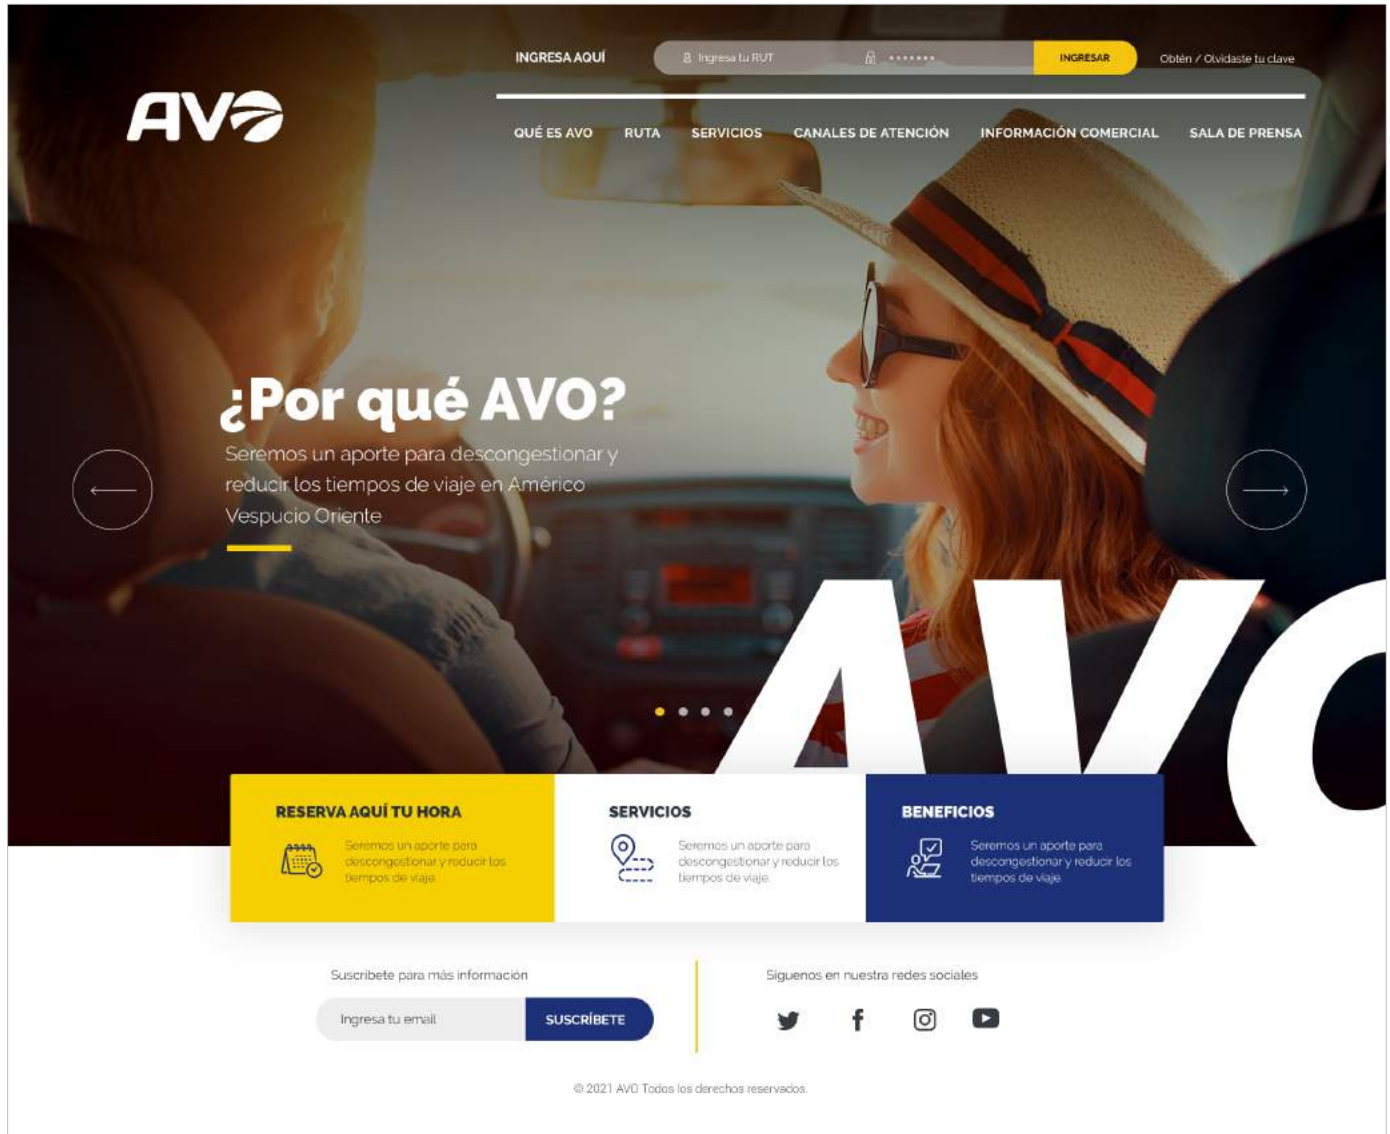 INGRESA AQUÍ
Ingresa tu RUT
*******
INGRESAR
Obtén / Olvidaste tu clave
AVO
QUÉ ES AVO
RUTA
SERVICIOS
CANALES DE ATENCIÓN
INFORMACIÓN COMERCIAL
SALA DE PRENSA
¿Por qué AVO?
Seremos un aporte para descongestionar y
reducir los tiempos de viaje en Américo
Vespucio Oriente
AVO
RESERVA AQUÍ TU HORA
Seremos un aporte para
descongestionar y reducir los
tiempos de viaje.
SERVICIOS
Seremos un aporte para
descongestionar y reducir los
tiempos de viaje.
BENEFICIOS
Seremos un aporte para
descongestionar y reducir los
tiempos de viaje.
Suscribete para más información
Ingresa tu email
SUSCRÍBETE
Siguenos en nuestra redes sociales
© 2021 AVO Todos los derechos reservados.